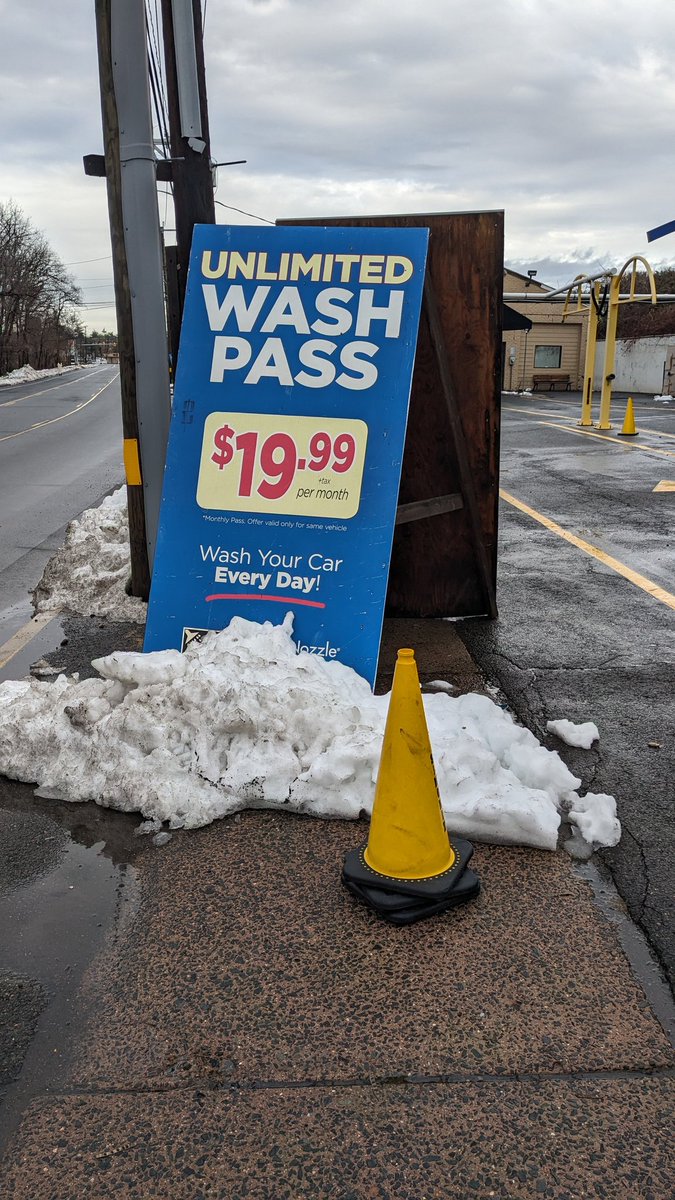 UNLIMITED
WASH
PASS
$19.99
+tax
per month
*Monthly Pass. Offer valid only for same vehicle
Wash Your Car
Every Day!